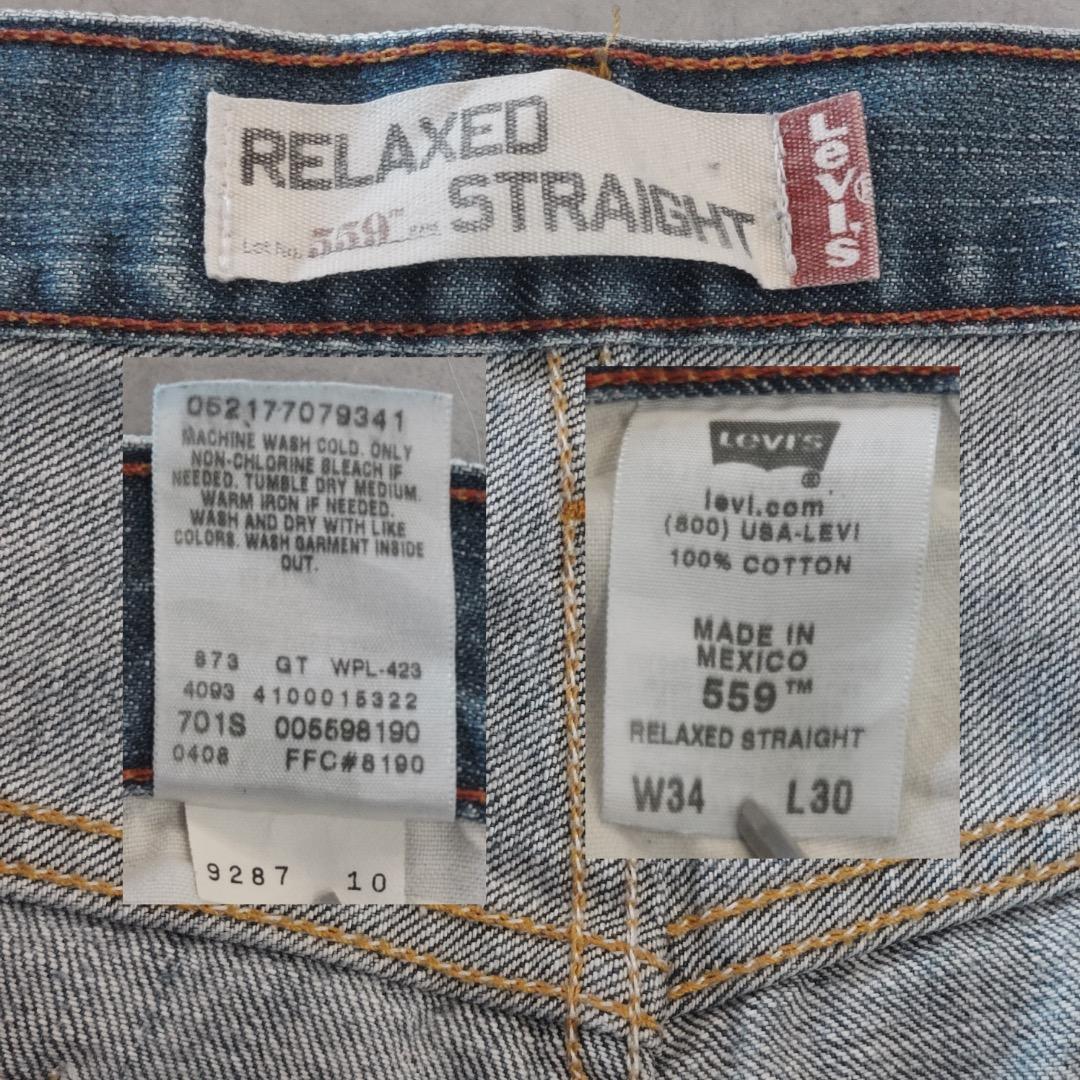 RELAXED
STRAIGHT
Lot No. 559™
LEVI'S®
052177079341
MACHINE WASH COLD. ONLY
NON-CHLORINE BLEACH IF
NEEDED. TUMBLE DRY MEDIUM.
WARM IRON IF NEEDED.
WASH AND DRY WITH LIKE
COLORS. WASH GARMENT INSIDE
OUT.
873 GT WPL-423
4093 4100015322
701S 005598190
0408 FFC#8190
9287 10
LEVI'S
®
levi.com
(800) USA-LEVI
100% COTTON
MADE IN
MEXICO
559™
RELAXED STRAIGHT
W34 L30